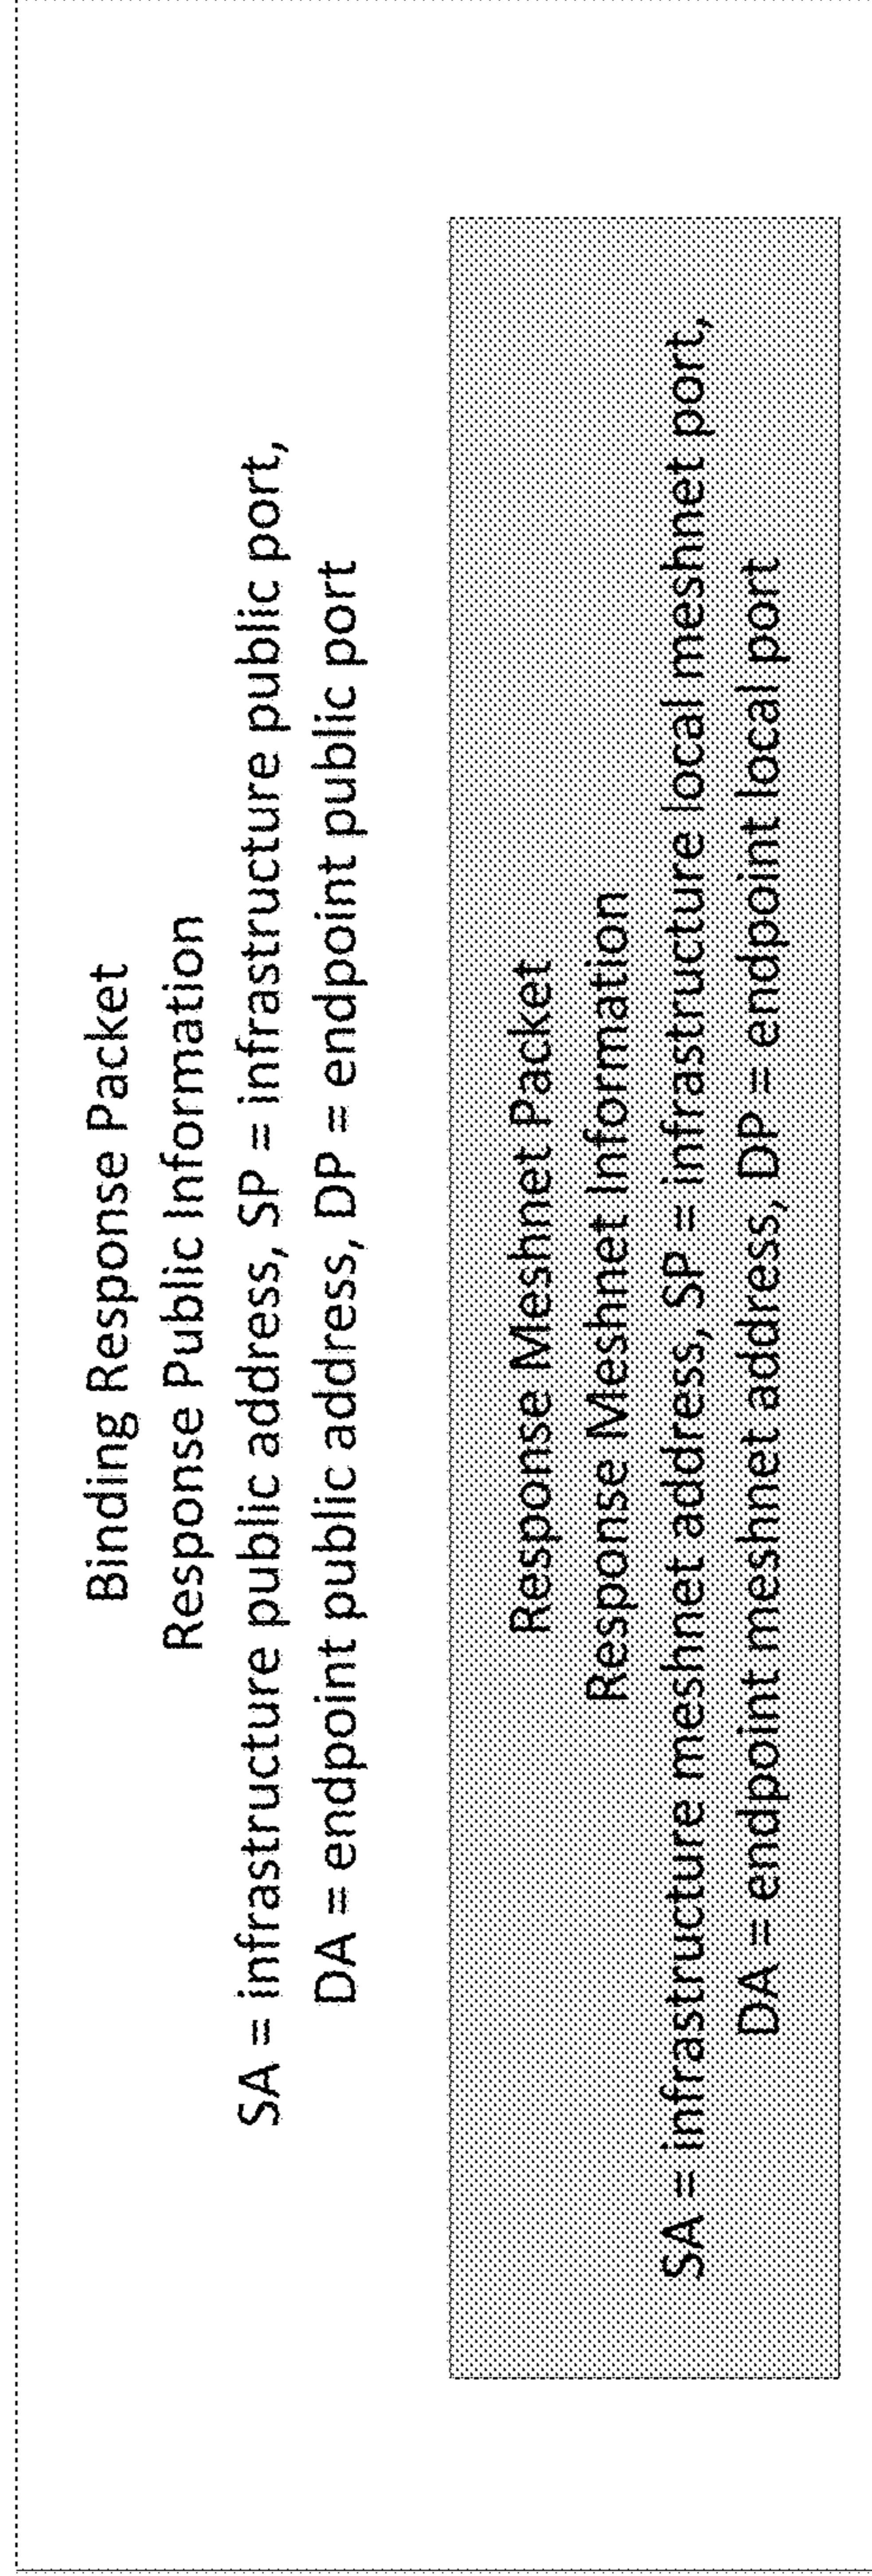 Binding Response Packet
Response Public Information
SA = infrastructure public address, SP = infrastructure public port,
DA = endpoint public address, DP = endpoint public port
Response Meshnet Packet
Response Meshnet Information
SA = infrastructure meshnet address, SP = infrastructure local meshnet port,
DA = endpoint meshnet address, DP = endpoint local port